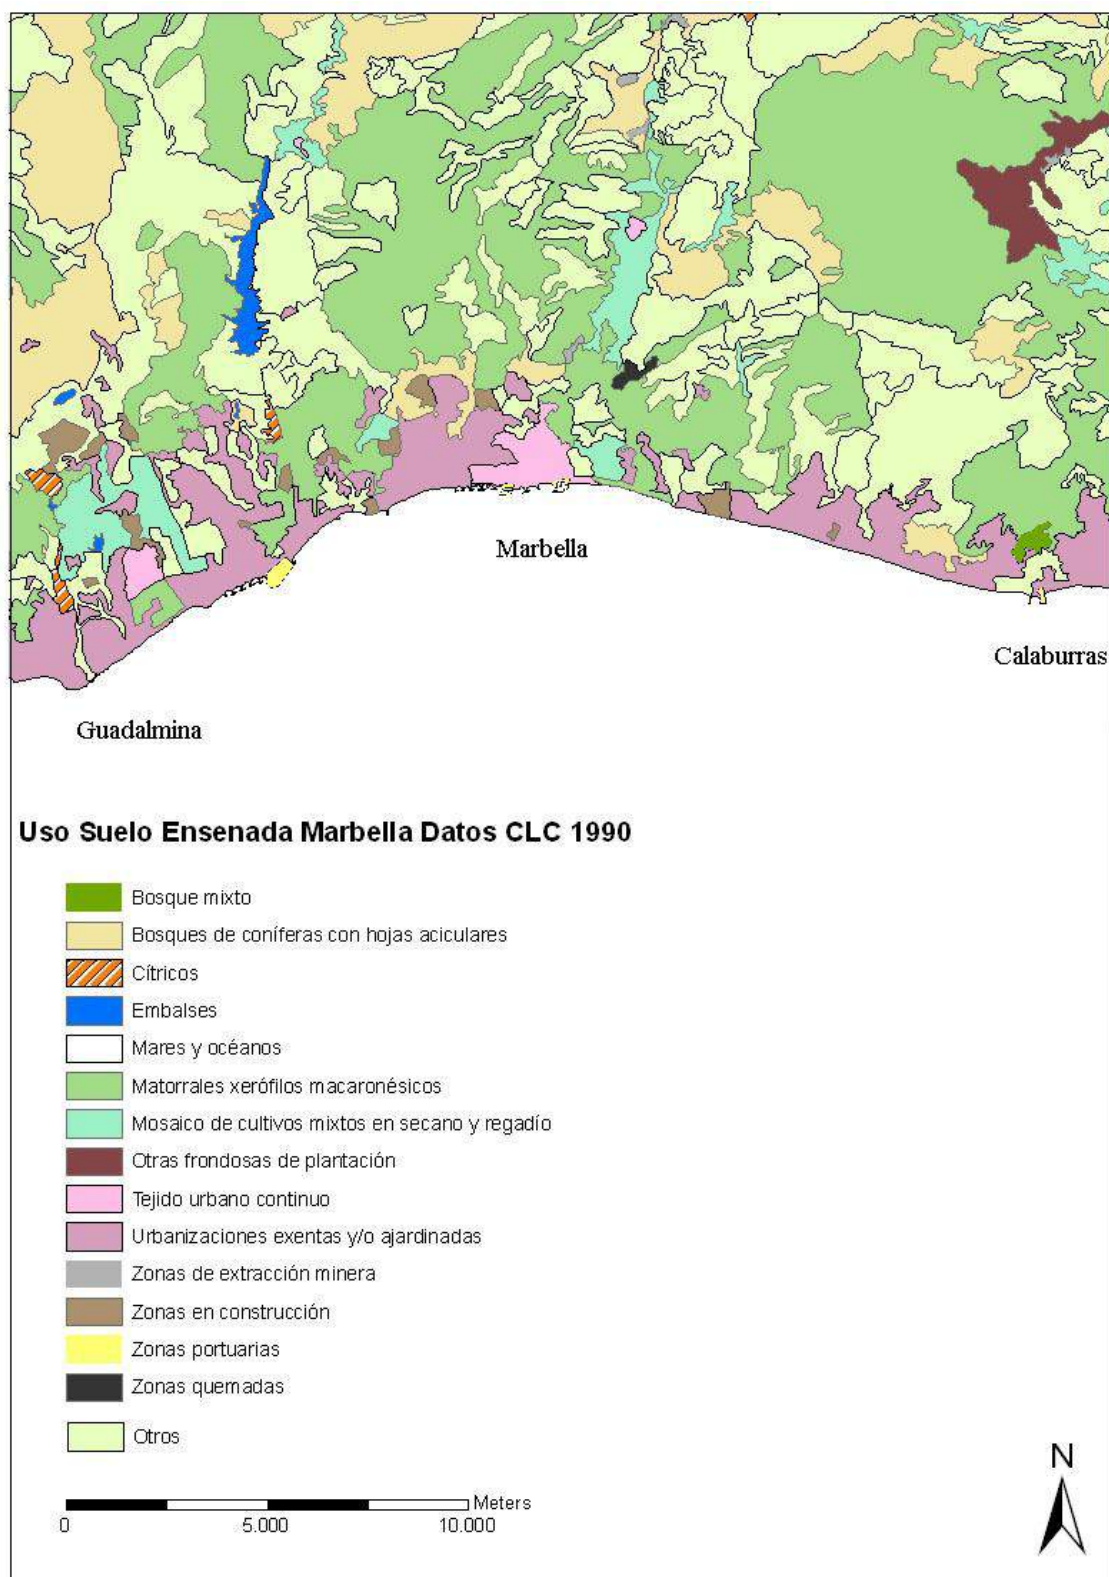 Marbella
Calaburras
Guadalmina
Uso Suelo Ensenada Marbella Datos CLC 1990
Bosque mixto
Bosques de coníferas con hojas aciculares
Cítricos
Embalses
Mares y océanos
Matorrales xerófilos macaronésicos
Mosaico de cultivos mixtos en secano y regadío
Otras frondosas de plantación
Tejido urbano continuo
Urbanizaciones exentas y/o ajardinadas
Zonas de extracción minera
Zonas en construcción
Zonas portuarias
Zonas quemadas
Otros
N
Meters
0 5.000 10.000